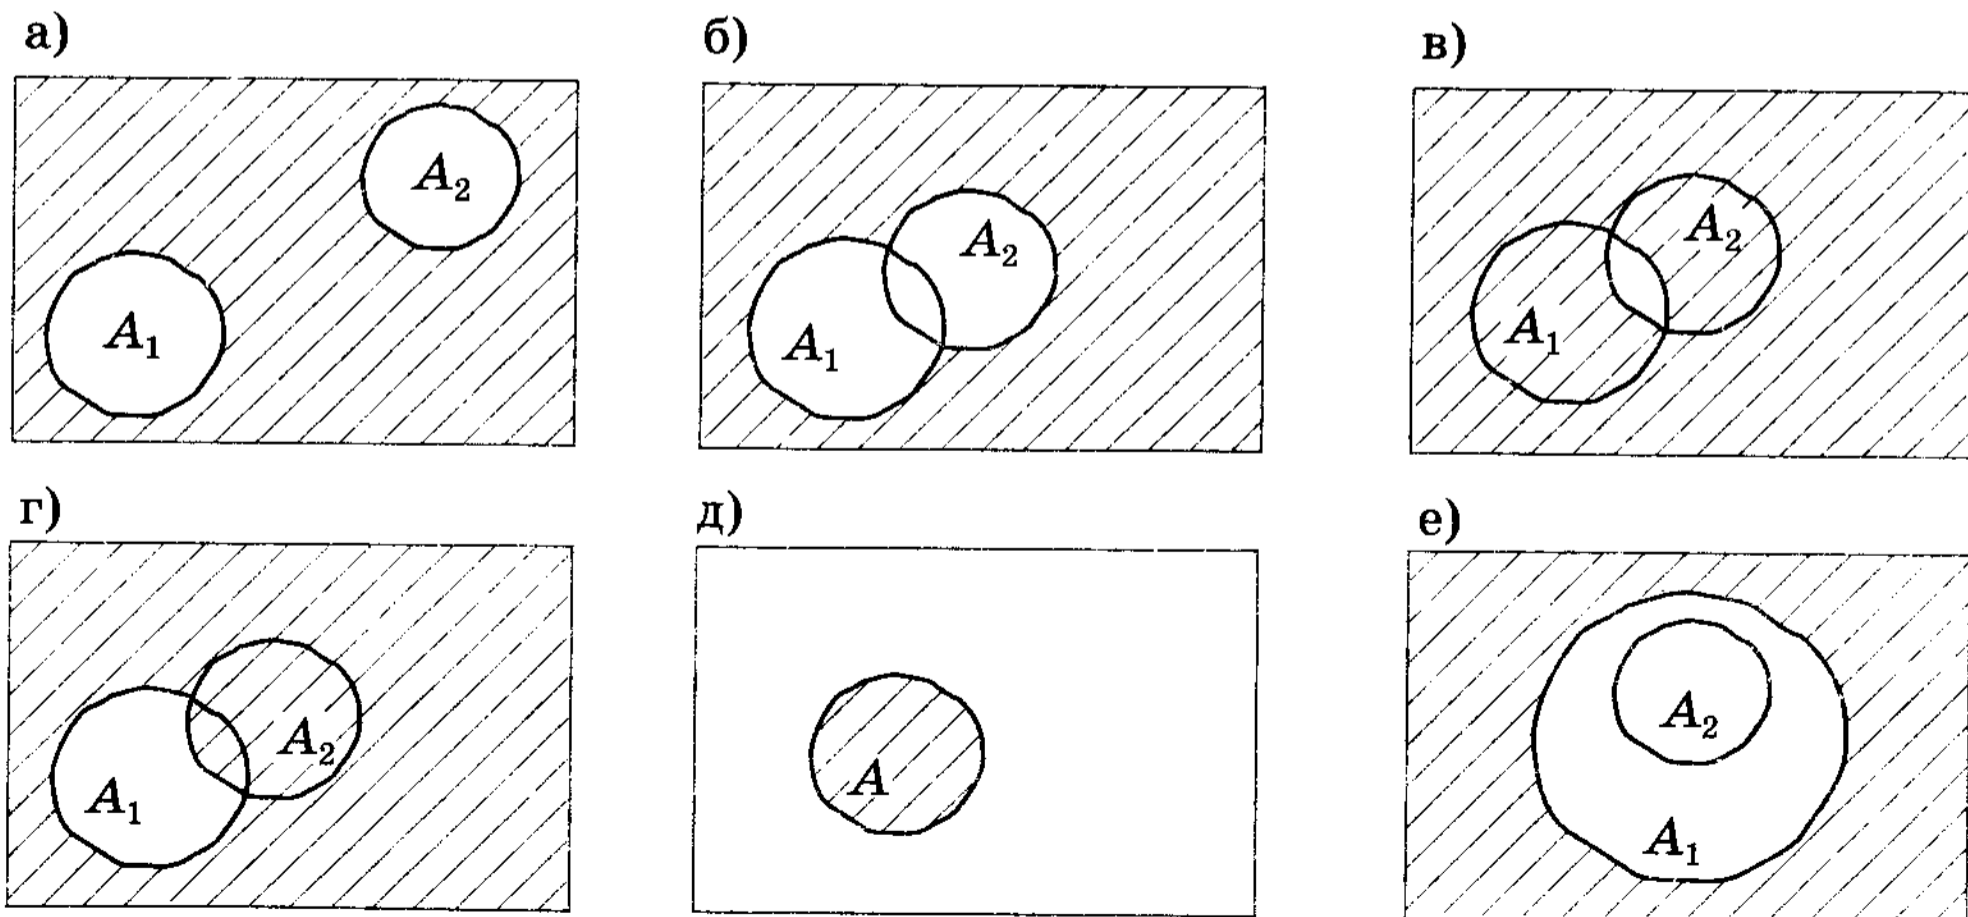 а) б) в)
A₂ A₂ A₂
A₁ A₁ A₁
г) д) е)
A₂ A₂
A₁ A A₁